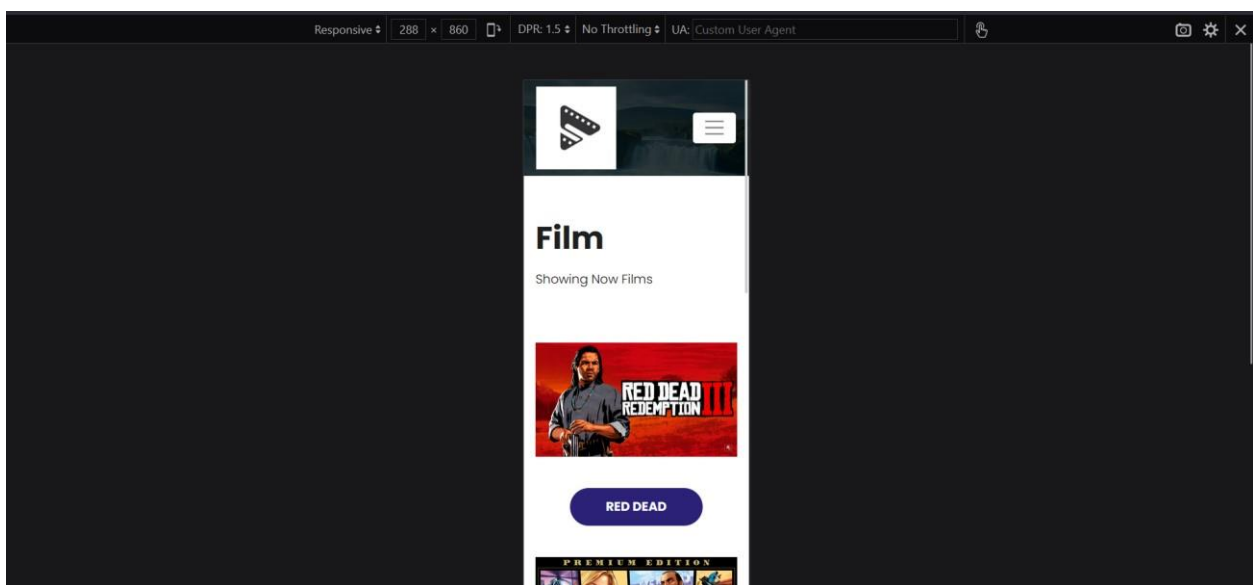 Responsive 288 × 860 DPR: 1.5 No Throttling UA: Custom User Agent
Film
Showing Now Films
RED DEAD
REDEMPTION III
RED DEAD
PREMIUM EDITION